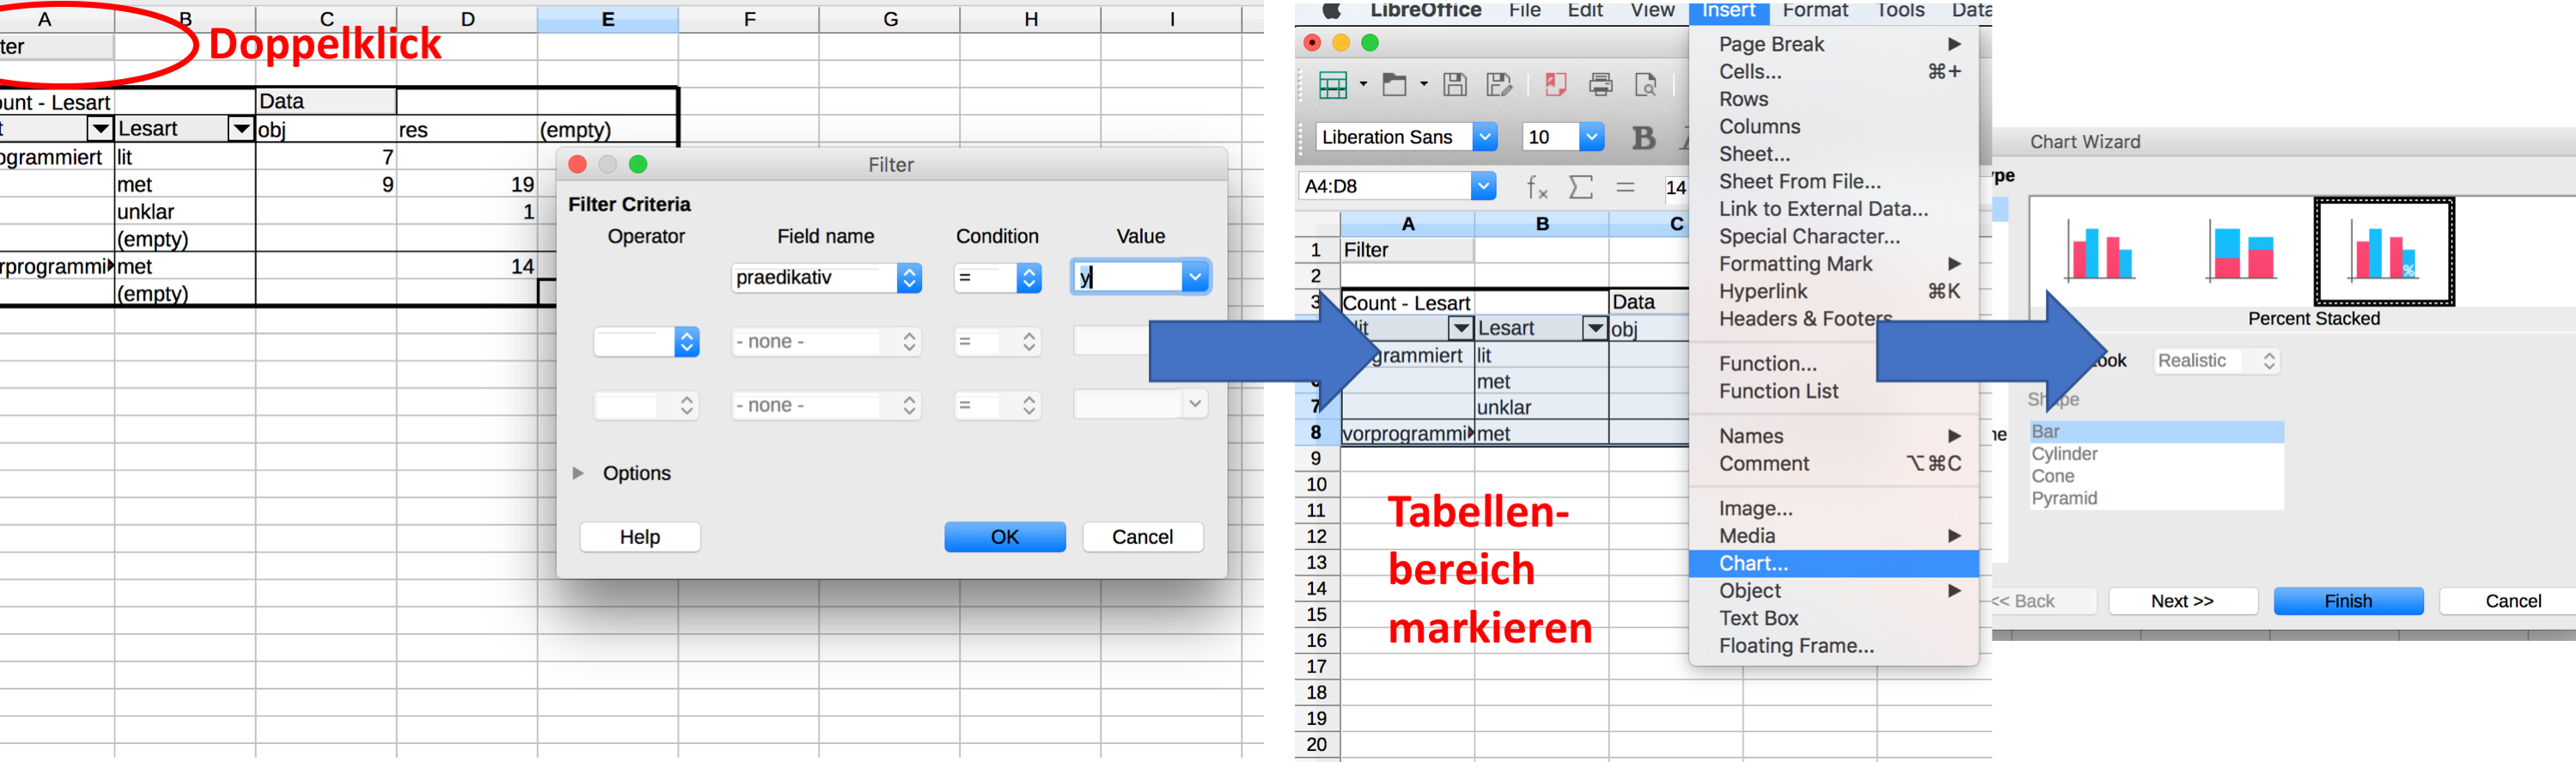 A B C D E F G H I
ter
Doppelklick
ount - Lesart Data
t Lesart obj res (empty)
ogrammiert lit 7
met 9 19
unklar 1
(empty)
rprogrammi met 14
(empty)
Filter
Filter Criteria
Operator Field name Condition Value
praedikativ = y
- none - =
- none - =
Options
Help OK Cancel
LibreOffice File Edit View Insert Format Tools Data
Liberation Sans 10 B
A4:D8 fx Σ = 14
A B C
1 Filter
2
3 Count - Lesart Data
lit Lesart obj
grammiert lit
met
7 unklar
8 vorprogrammi met
9
10
11
12
13
14
15
16
17
18
19
20
Tabellen-
bereich
markieren
Page Break
Cells... ⌘+
Rows
Columns
Sheet...
Sheet From File...
Link to External Data...
Special Character...
Formatting Mark
Hyperlink ⌘K
Headers & Footers
Function...
Function List
Names
Comment ⌥⌘C
Image...
Media
Chart...
Object
Text Box
Floating Frame...
Chart Wizard
pe
%
Percent Stacked
ook Realistic
Shape
Bar
Cylinder
Cone
Pyramid
ne
<< Back Next >> Finish Cancel